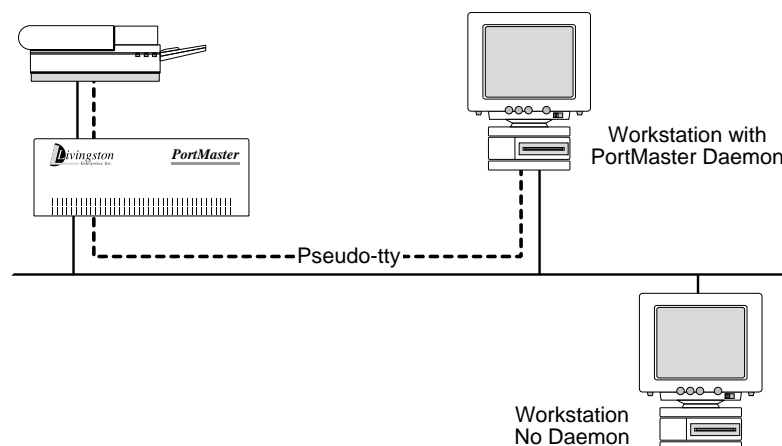 Livingston
Enterprises, Inc.
PortMaster
Workstation with
PortMaster Daemon
Pseudo-tty
Workstation
No Daemon